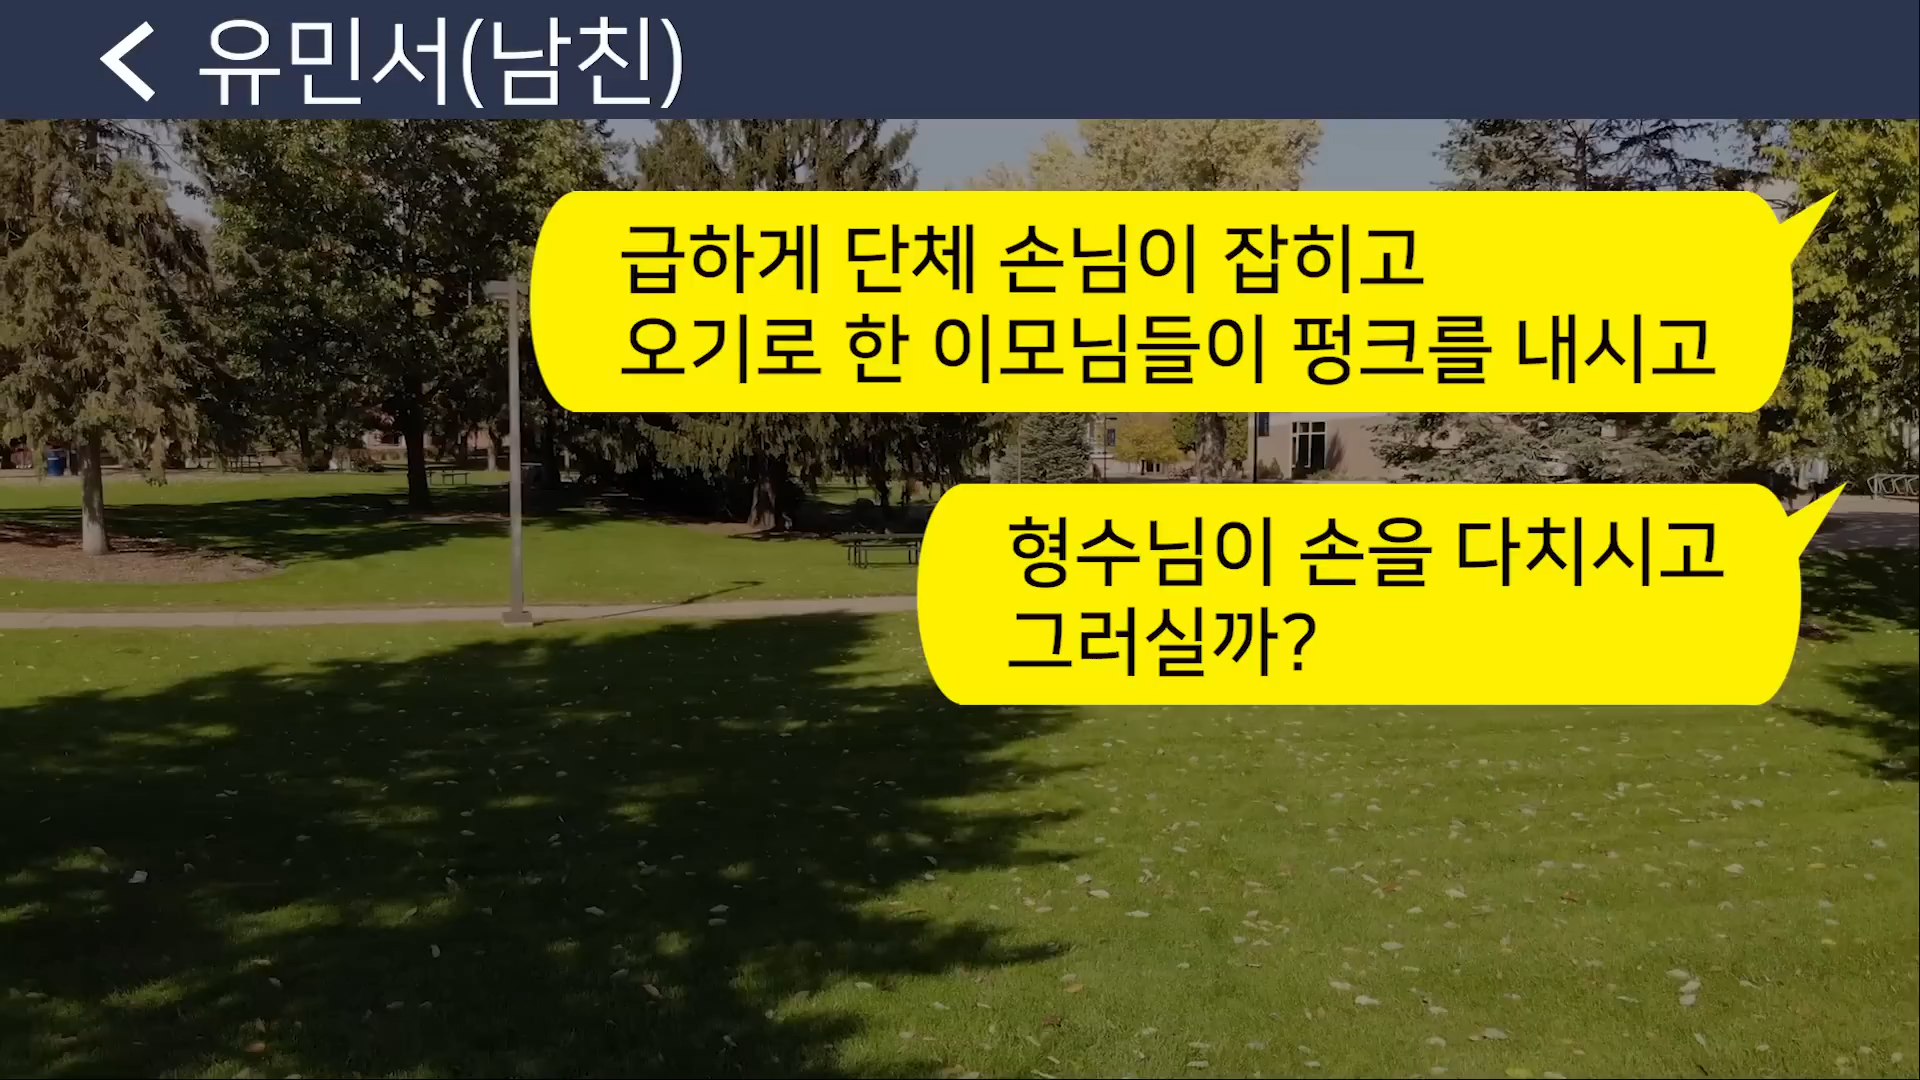 유민서(남친)
급하게 단체 손님이 잡히고
오기로 한 이모님들이 펑크를 내시고
형수님이 손을 다치시고
그러실까?